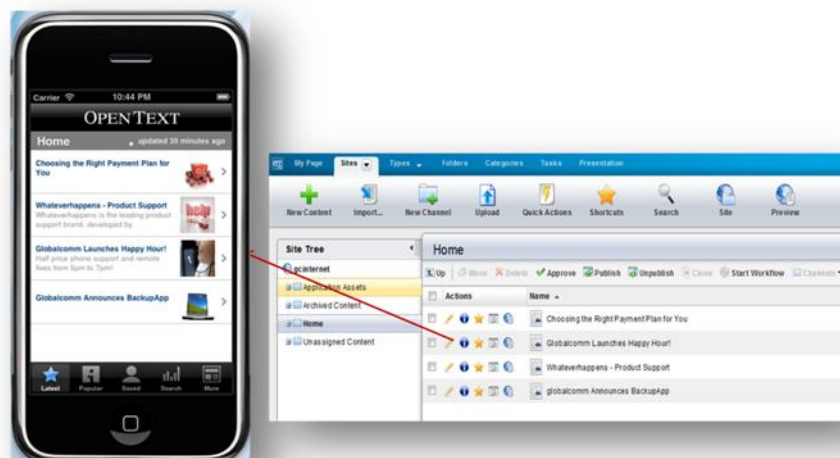 Carrier 10:44 PM
OPENTEXT
Home updated 39 minutes ago
Choosing the Right Payment Plan for
You
Whateverhappens - Product Support
Whateverhappens is the leading product
support brand, developed by
help
Globalcomm Launches Happy Hour!
Half price phone support and remote
fixes from 5pm to 7pm!
Globalcomm Announces BackupApp
Latest Popular Saved Search More
My Page Sites Types Folders Categories Tasks Presentation
New Content Import... New Channel Upload Quick Actions Shortcuts Search Site Preview
Site Tree
gcinternet
Application Assets
Archived Content
Home
Unassigned Content
Home
Up Move Delete Approve Publish Unpublish Clone Start Workflow Channels
Actions Name
Choosing the Right Payment Plan for You
Globalcomm Launches Happy Hour!
Whateverhappens - Product Support
globalcomm Announces BackupApp